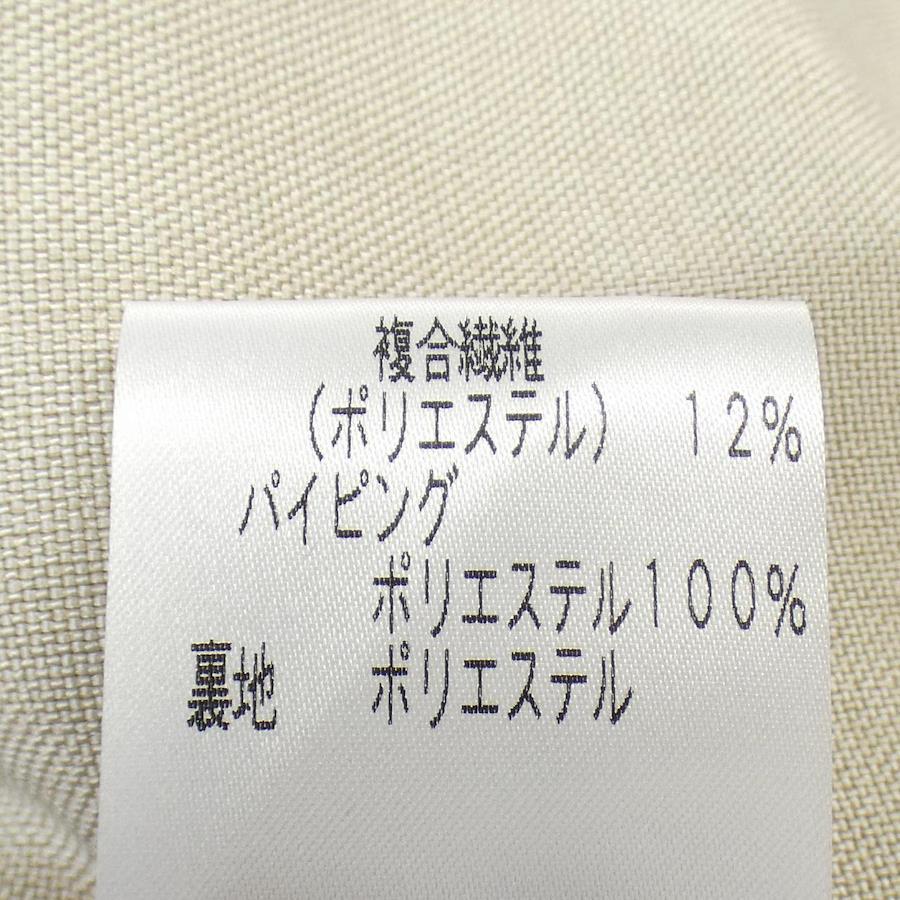 複合繊維
（ポリエステル）　12%
パイピング
ポリエステル100%
裏地　ポリエステル